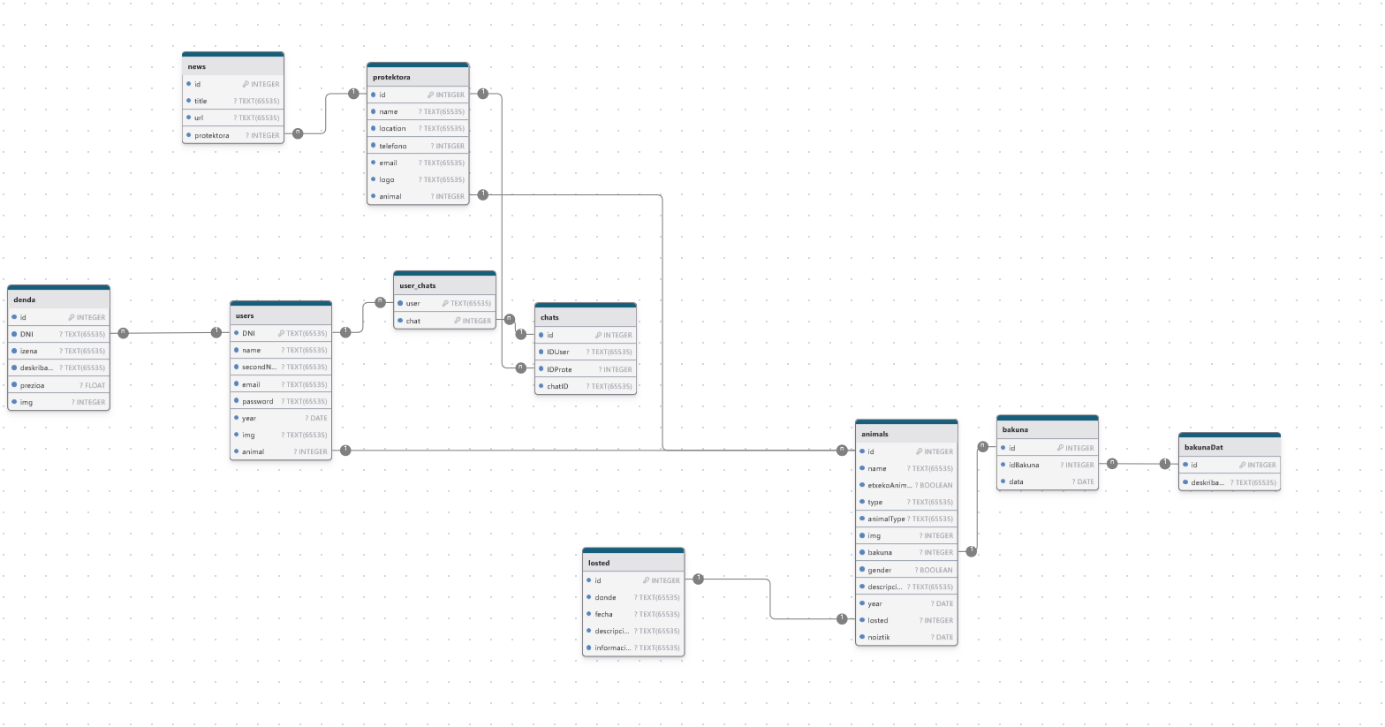 news
id INTEGER
title ? TEXT(65535)
url ? TEXT(65535)
protektora ? INTEGER
protektora
id INTEGER
name ? TEXT(65535)
location ? TEXT(65535)
telefono ? INTEGER
email ? TEXT(65535)
logo ? TEXT(65535)
animal ? INTEGER
denda
id INTEGER
DNI ? TEXT(65535)
izena ? TEXT(65535)
deskriba... ? TEXT(65535)
prezioa ? FLOAT
img ? INTEGER
users
DNI TEXT(65535)
name ? TEXT(65535)
secondN... ? TEXT(65535)
email ? TEXT(65535)
password ? TEXT(65535)
year ? DATE
img ? TEXT(65535)
animal ? INTEGER
user_chats
user TEXT(65535)
chat INTEGER
chats
id INTEGER
IDUser ? TEXT(65535)
IDProte ? INTEGER
chatID ? TEXT(65535)
animals
id INTEGER
name ? TEXT(65535)
etxekoAnim... ? BOOLEAN
type ? TEXT(65535)
animalType ? TEXT(65535)
img ? INTEGER
bakuna ? INTEGER
gender ? BOOLEAN
descripci... ? TEXT(65535)
year ? DATE
losted ? INTEGER
noiztik ? DATE
bakuna
id INTEGER
idBakuna ? INTEGER
data ? DATE
bakunaDat
id INTEGER
deskriba... ? TEXT(65535)
losted
id INTEGER
donde ? TEXT(65535)
fecha ? TEXT(65535)
descripci... ? TEXT(65535)
informaci... ? TEXT(65535)